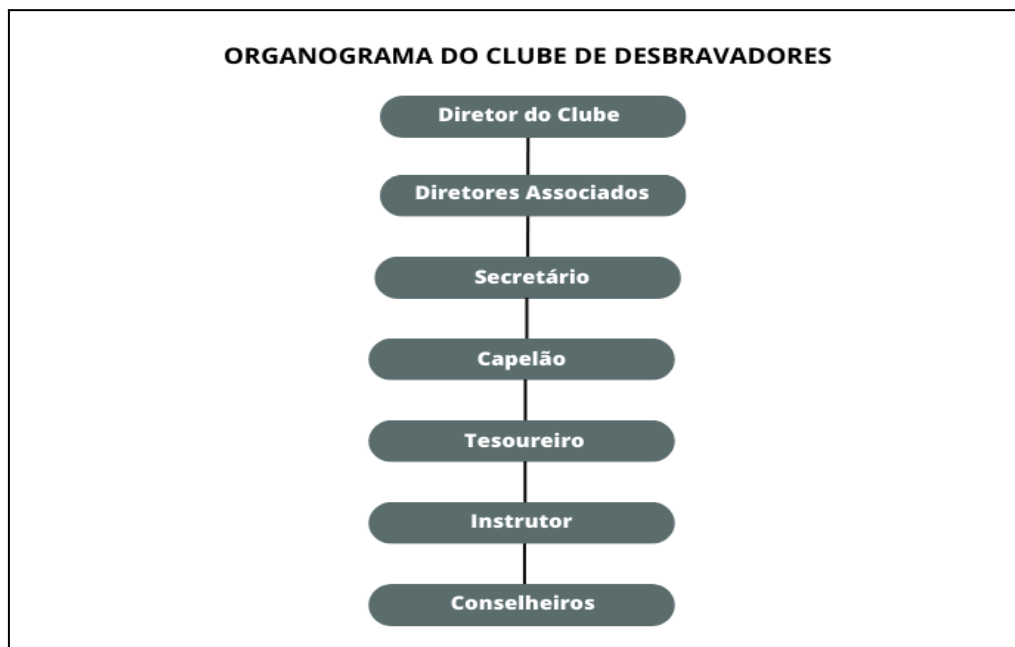 ORGANOGRAMA DO CLUBE DE DESBRAVADORES
Diretor do Clube
Diretores Associados
Secretário
Capelão
Tesoureiro
Instrutor
Conselheiros